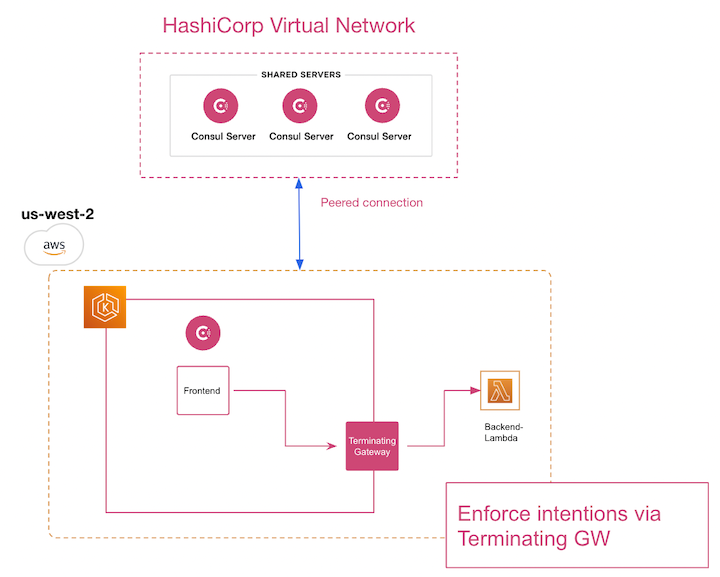 HashiCorp Virtual Network
SHARED SERVERS
Consul Server
Consul Server
Consul Server
Peered connection
us-west-2
aws
K
Frontend
Terminating
Gateway
Backend-
Lambda
Enforce intentions via
Terminating GW